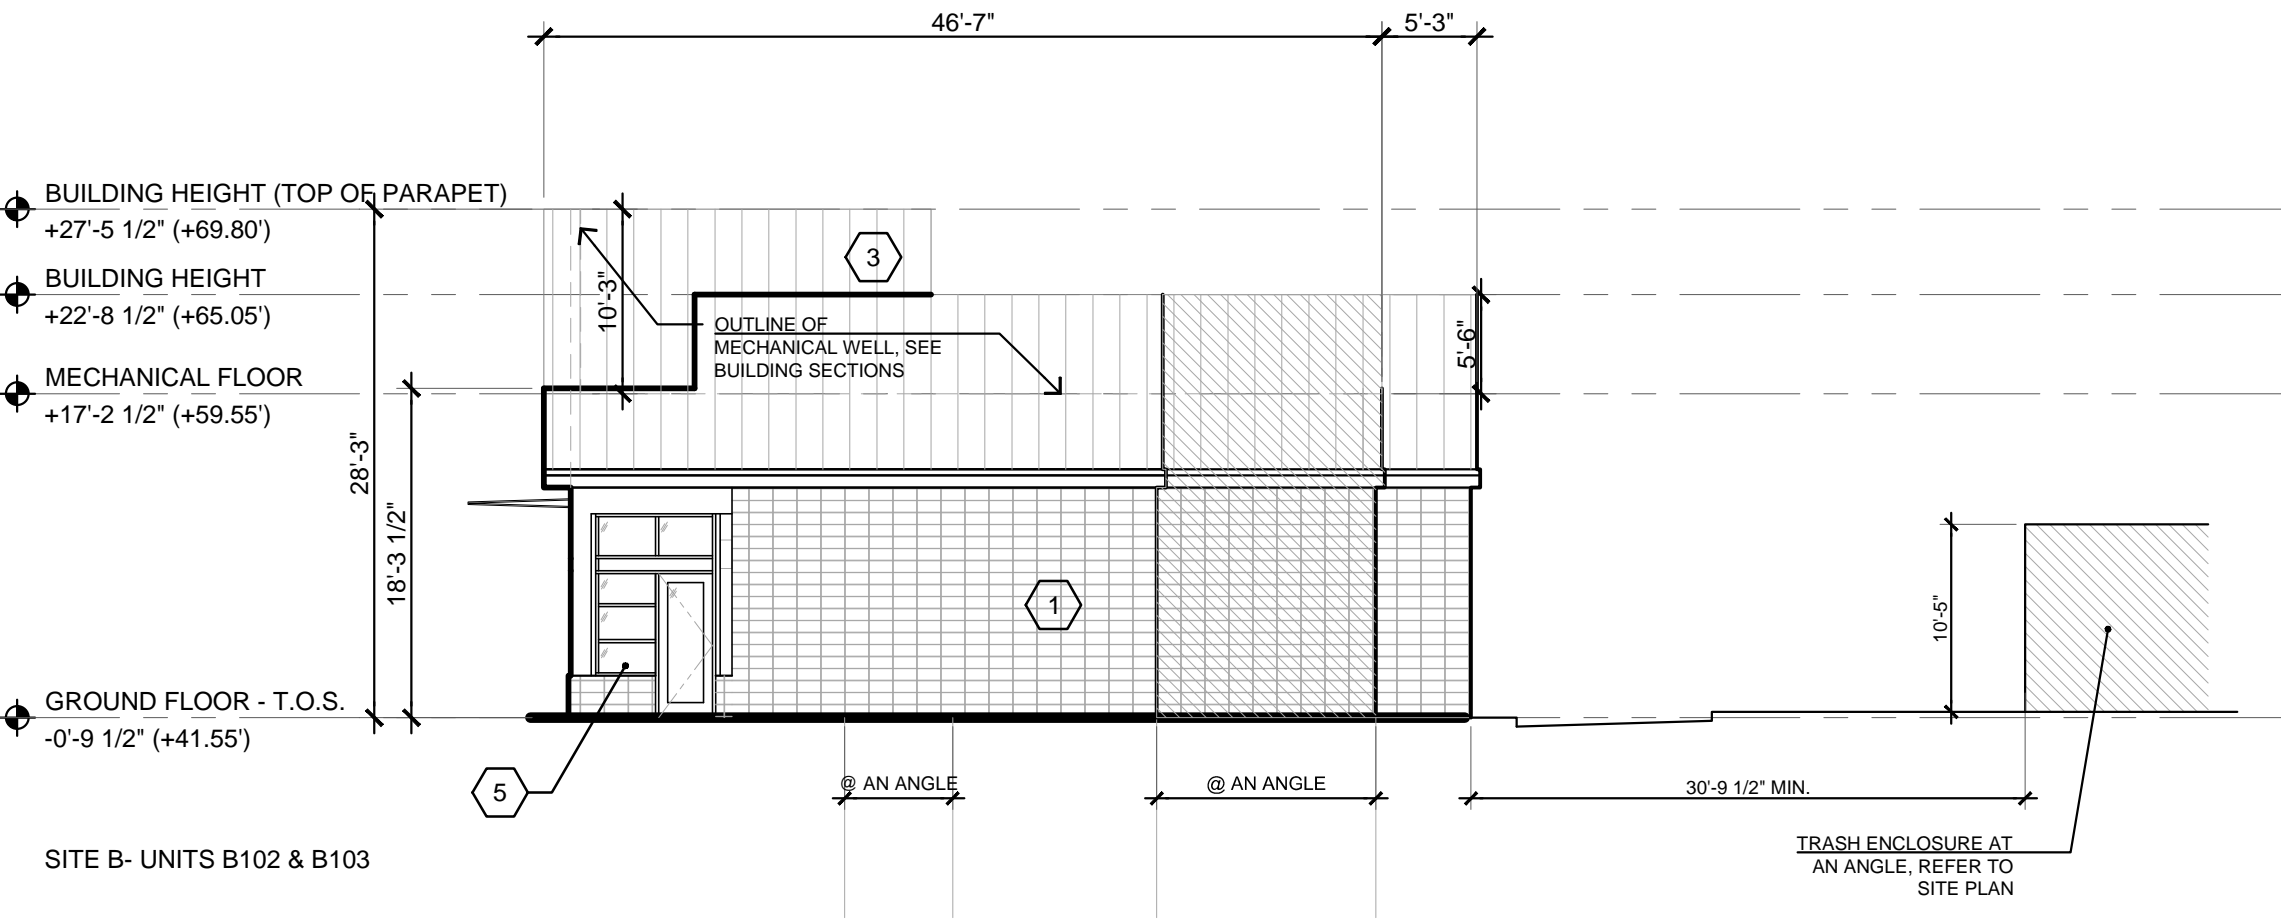 46'-7"
5'-3"
BUILDING HEIGHT (TOP OF PARAPET)
+27'-5 1/2" (+69.80')
BUILDING HEIGHT
+22'-8 1/2" (+65.05')
MECHANICAL FLOOR
+17'-2 1/2" (+59.55')
3
10'-3"
OUTLINE OF
MECHANICAL WELL, SEE
BUILDING SECTIONS
5'-6"
28'-3"
18'-3 1/2"
1
10'-5"
GROUND FLOOR - T.O.S.
-0'-9 1/2" (+41.55')
5
@ AN ANGLE
@ AN ANGLE
30'-9 1/2" MIN.
TRASH ENCLOSURE AT
AN ANGLE, REFER TO
SITE PLAN
SITE B- UNITS B102 & B103